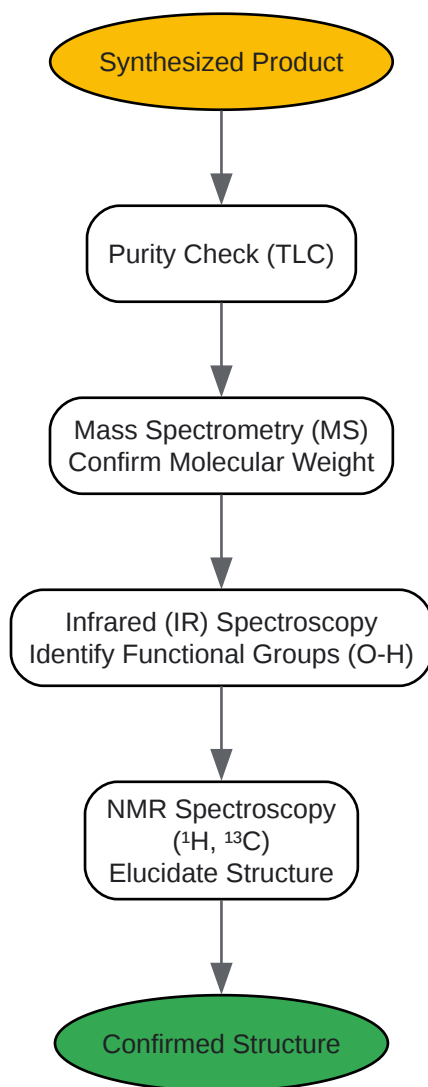 Synthesized Product
Purity Check (TLC)
Mass Spectrometry (MS)
Confirm Molecular Weight
Infrared (IR) Spectroscopy
Identify Functional Groups (O-H)
NMR Spectroscopy
(¹H, ¹³C)
Elucidate Structure
Confirmed Structure